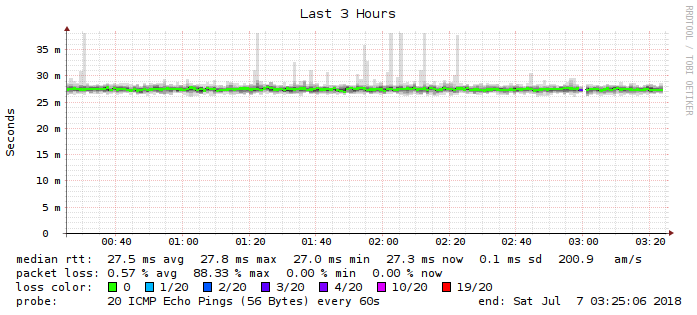 Last 3 Hours
RRDTOOL / TOBI OETIKER
Seconds
35 m
30 m
25 m
20 m
15 m
10 m
5 m
0
00:40 01:00 01:20 01:40 02:00 02:20 02:40 03:00 03:20
median rtt: 27.5 ms avg 27.8 ms max 27.0 ms min 27.3 ms now 0.1 ms sd 200.9 am/s
packet loss: 0.57 % avg 88.33 % max 0.00 % min 0.00 % now
loss color: 0 1/20 2/20 3/20 4/20 10/20 19/20
probe: 20 ICMP Echo Pings (56 Bytes) every 60s end: Sat Jul 7 03:25:06 2018